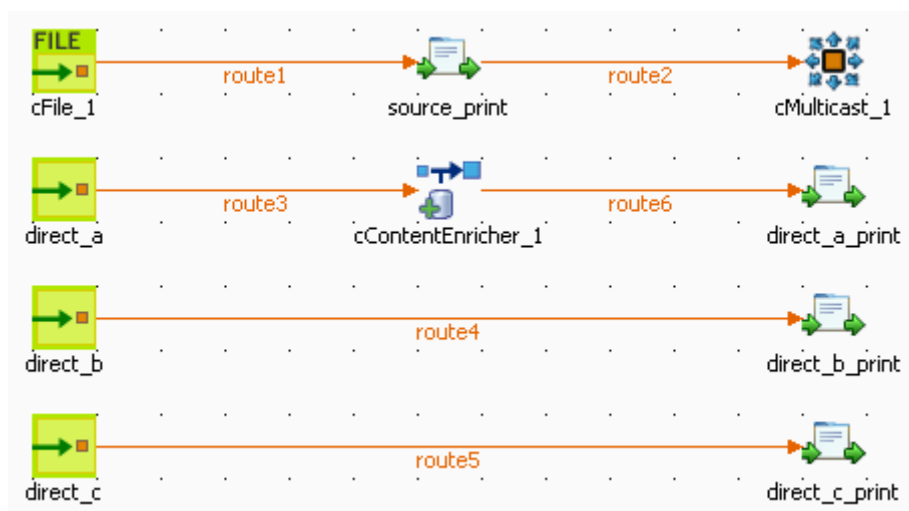 FILE
route1
route2
cFile_1
source_print
cMulticast_1
route3
route6
direct_a
cContentEnricher_1
direct_a_print
route4
direct_b
direct_b_print
route5
direct_c
direct_c_print